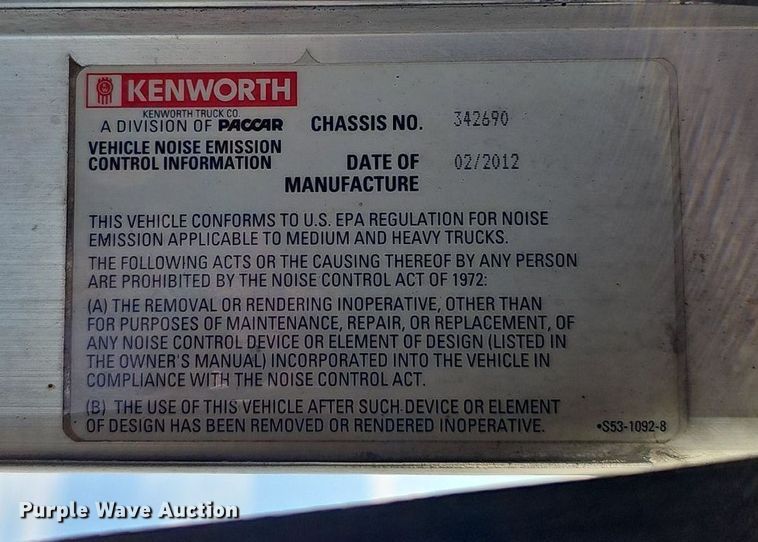 KENWORTH
KENWORTH TRUCK CO
A DIVISION OF PACCAR
VEHICLE NOISE EMISSION
CONTROL INFORMATION
CHASSIS NO. 342690
DATE OF 02/2012
MANUFACTURE
THIS VEHICLE CONFORMS TO U.S. EPA REGULATION FOR NOISE
EMISSION APPLICABLE TO MEDIUM AND HEAVY TRUCKS.
THE FOLLOWING ACTS OR THE CAUSING THEREOF BY ANY PERSON
ARE PROHIBITED BY THE NOISE CONTROL ACT OF 1972:
(A) THE REMOVAL OR RENDERING INOPERATIVE, OTHER THAN
FOR PURPOSES OF MAINTENANCE, REPAIR, OR REPLACEMENT, OF
ANY NOISE CONTROL DEVICE OR ELEMENT OF DESIGN (LISTED IN
THE OWNER'S MANUAL) INCORPORATED INTO THE VEHICLE IN
COMPLIANCE WITH THE NOISE CONTROL ACT.
(B) THE USE OF THIS VEHICLE AFTER SUCH DEVICE OR ELEMENT
OF DESIGN HAS BEEN REMOVED OR RENDERED INOPERATIVE.
•S53-1092-8
Purple Wave Auction